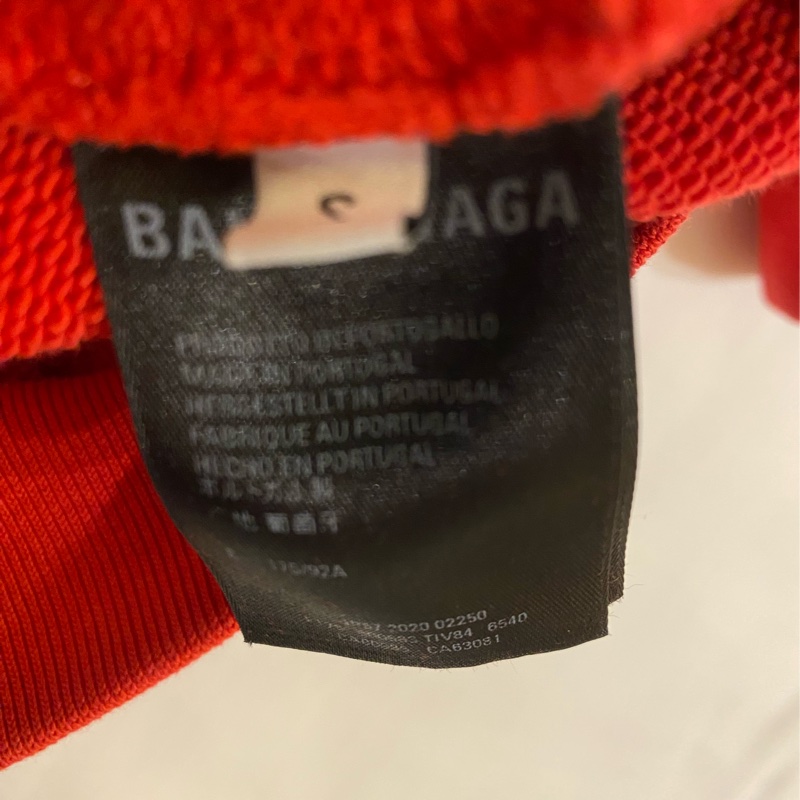 BA AGA
PRODOTTO IN PORTOGALLO
MADE IN PORTUGAL
HERGESTELLT IN PORTUGAL
FABRIQUE AU PORTUGAL
HECHO EN PORTUGAL
ポルトガル製
176/92A
2020 02250
TIV84 6540
CA63081